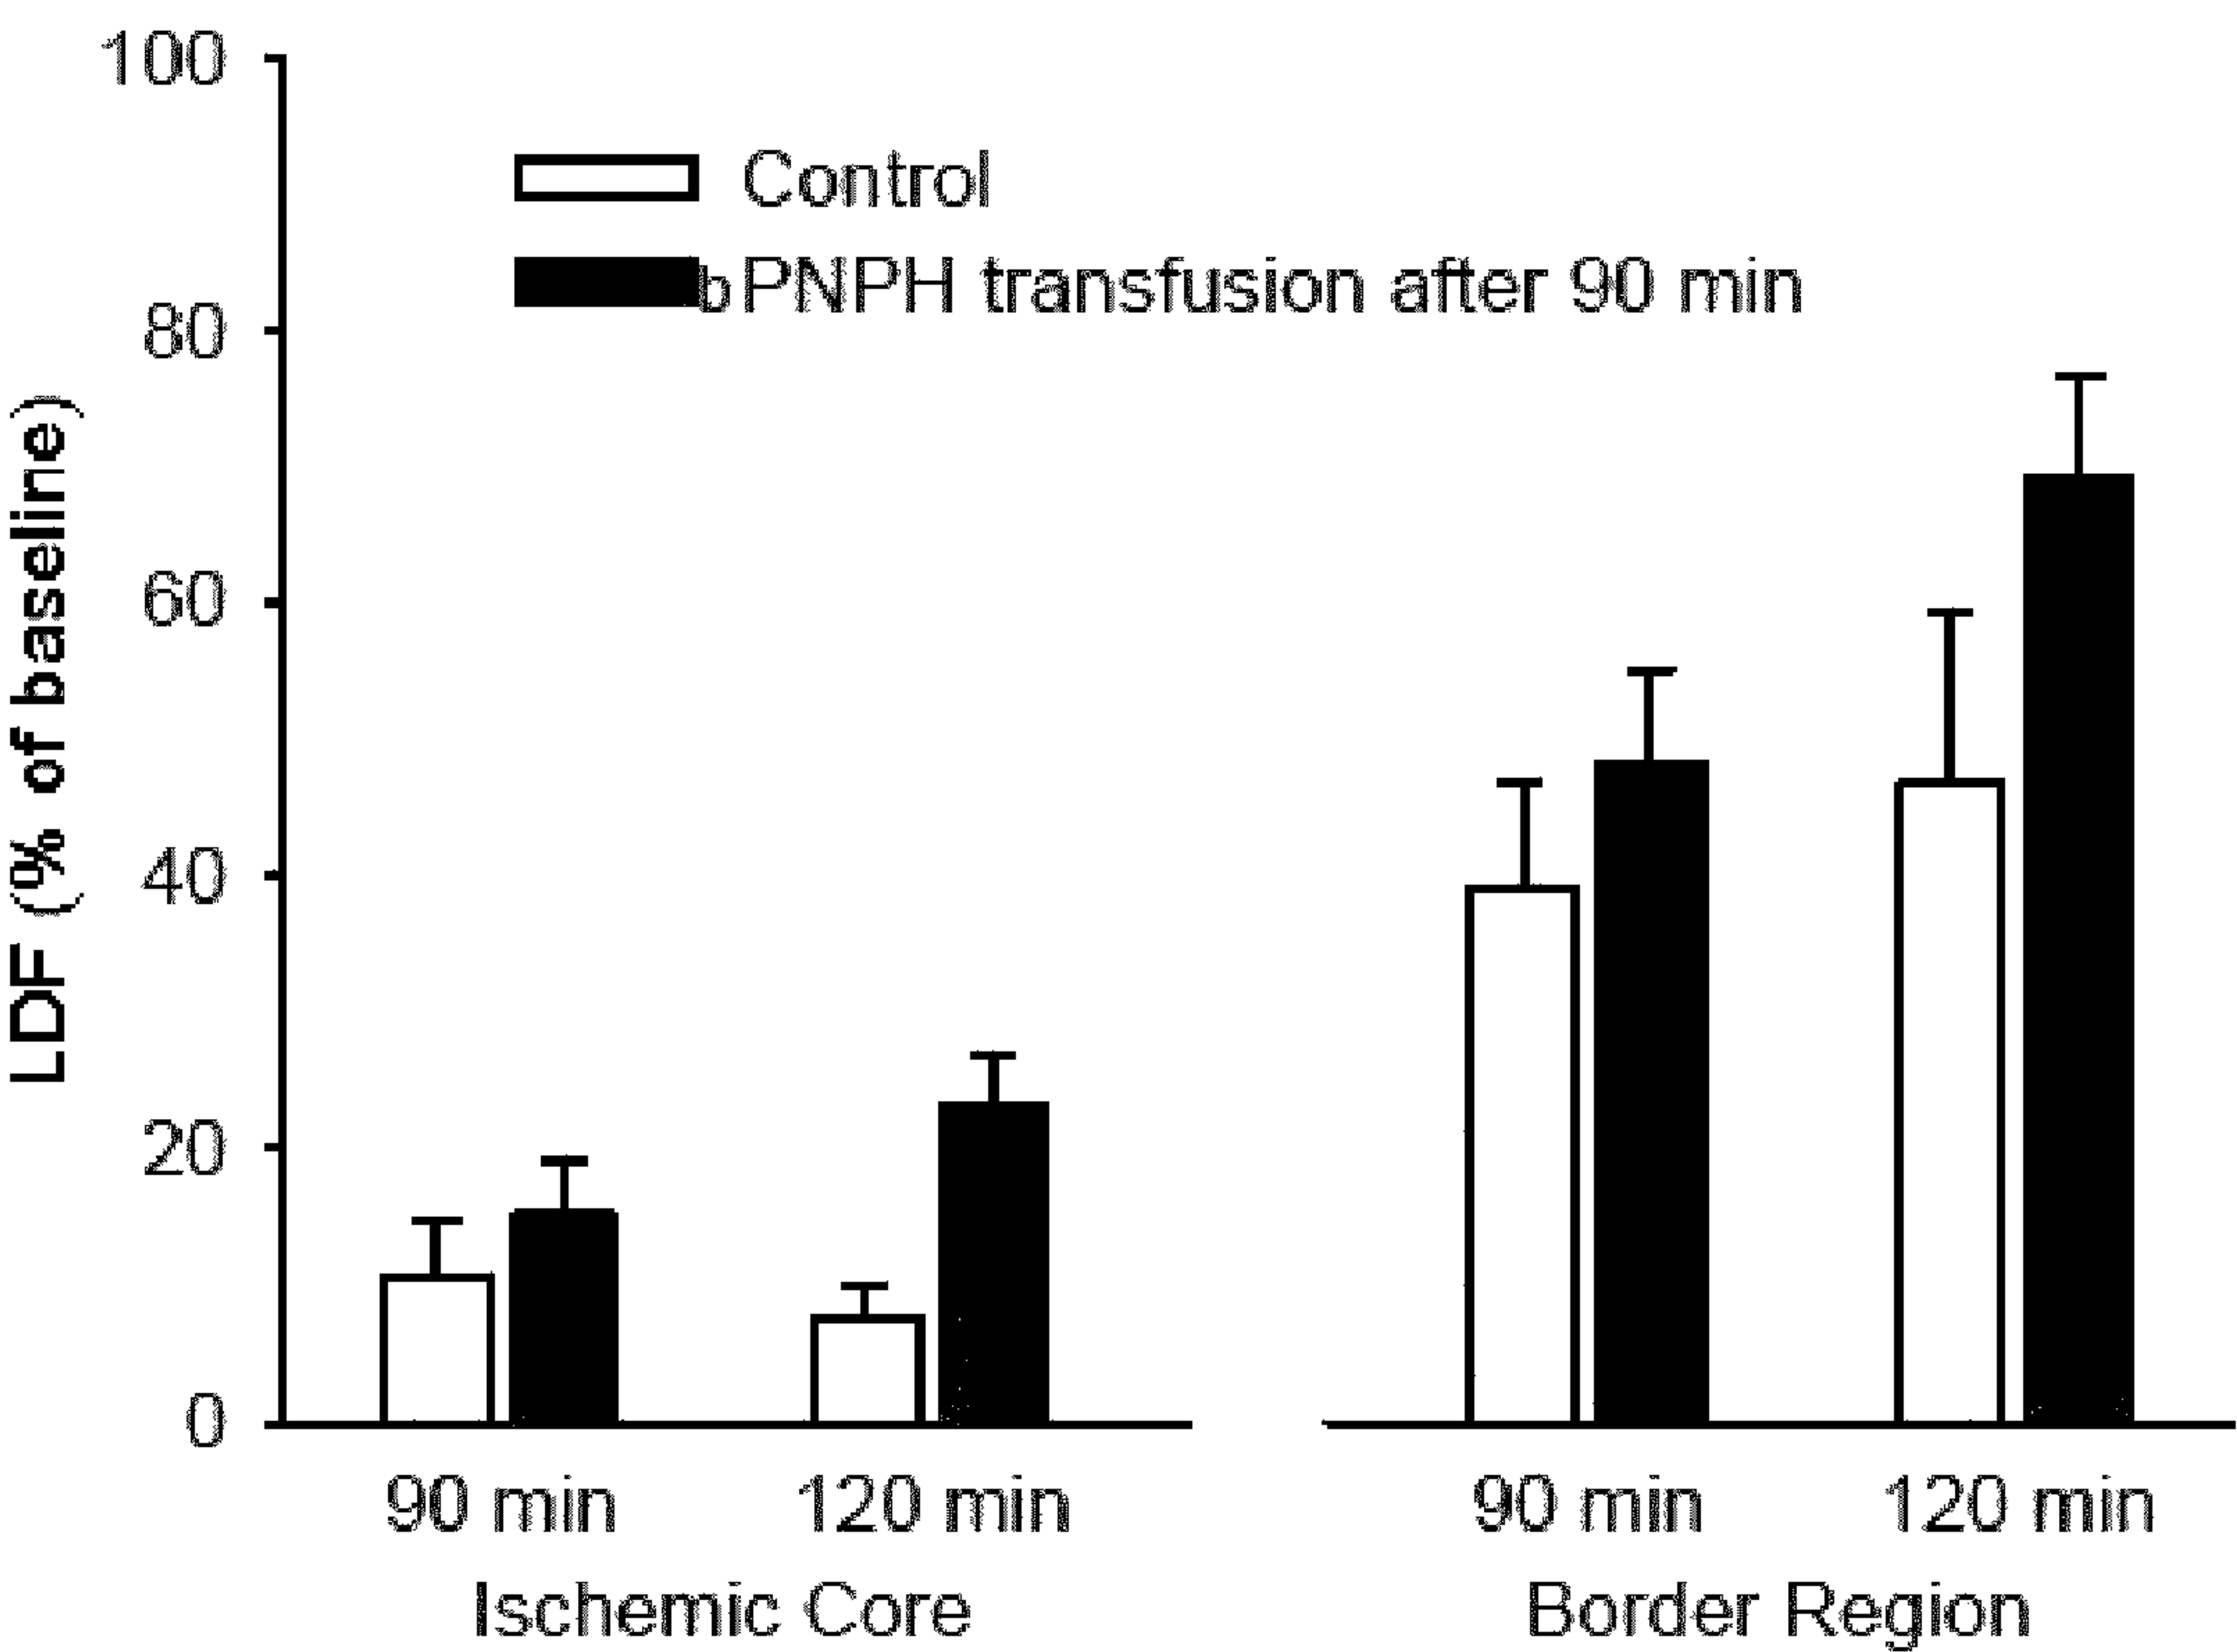 100
Control
bPNPH transfusion after 90 min
80
60
40
20
0
LDF (% of baseline)
90 min 120 min 90 min 120 min
Ischemic Core Border Region